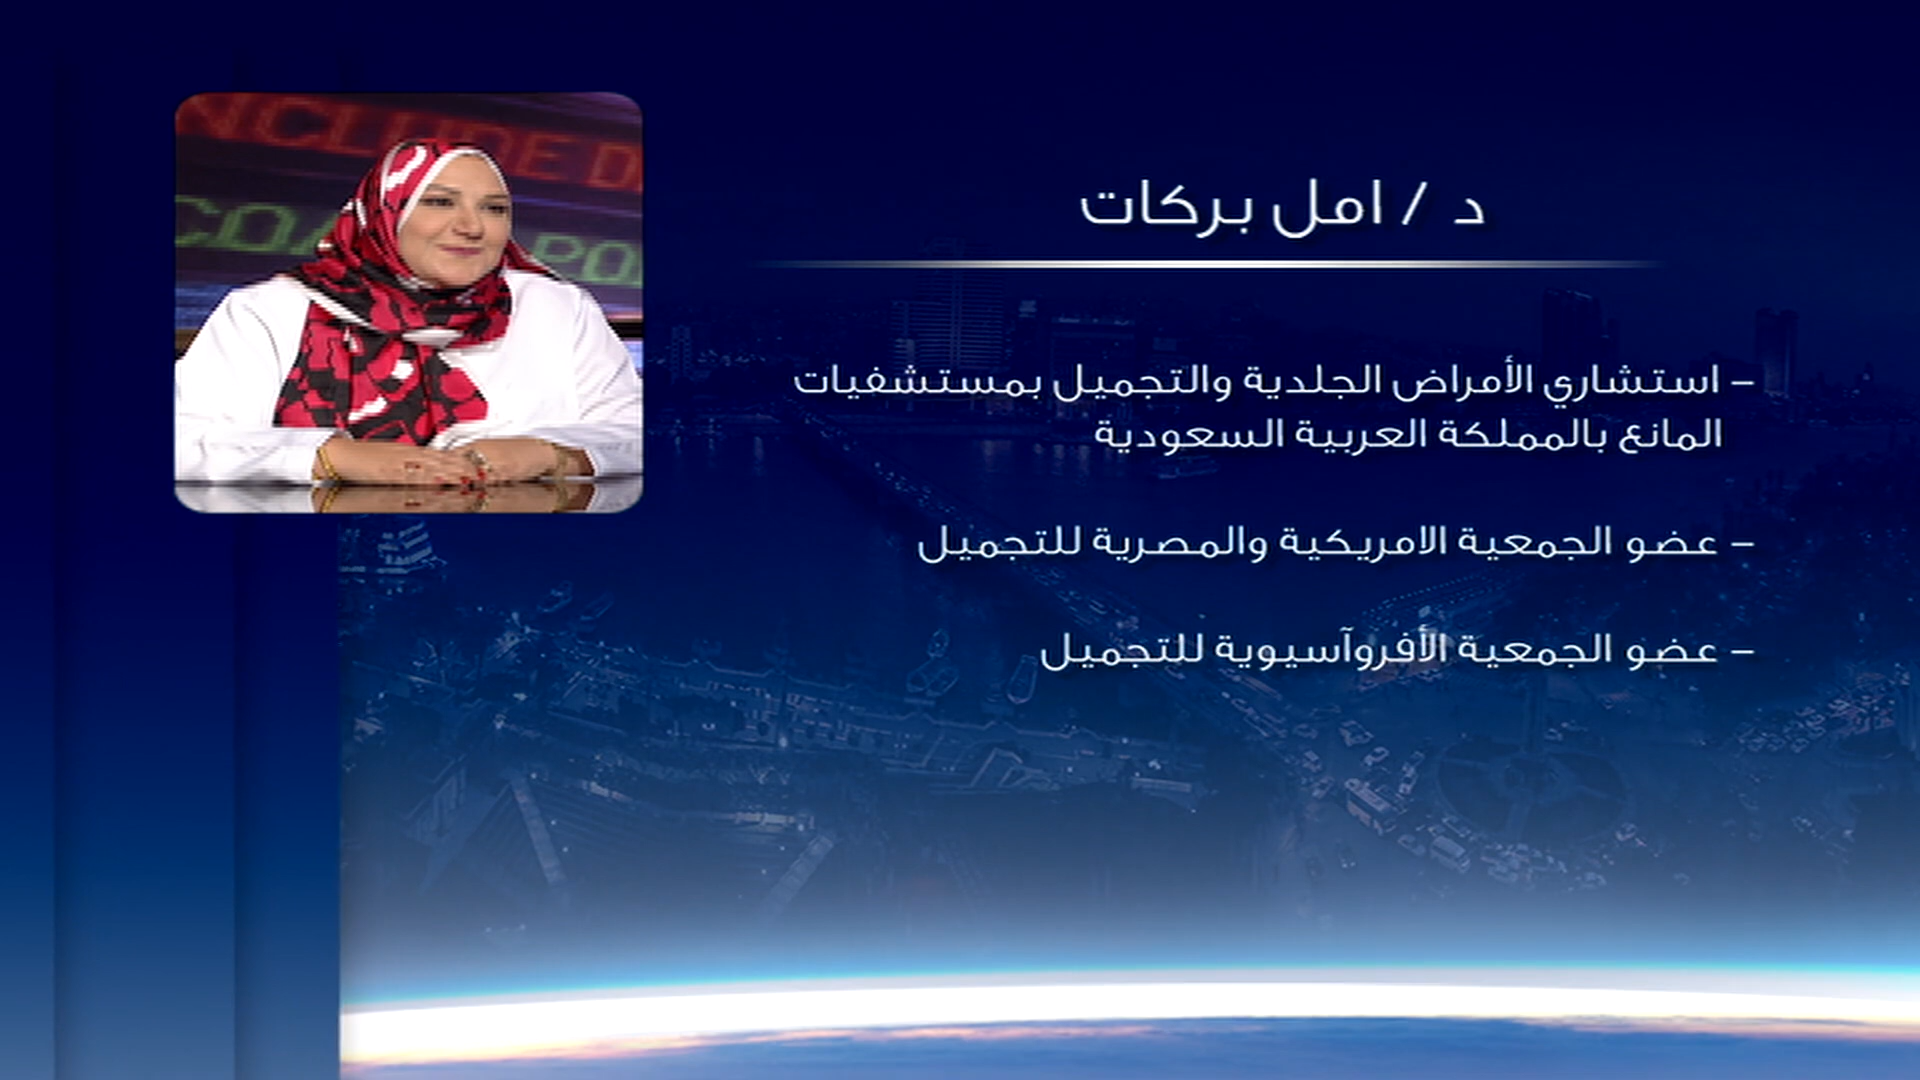 د / امل بركات
– استشاري الأمراض الجلدية والتجميل بمستشفيات
المانع بالمملكة العربية السعودية
– عضو الجمعية الامريكية والمصرية للتجميل
– عضو الجمعية الأفروآسيوية للتجميل
NCLUDE D